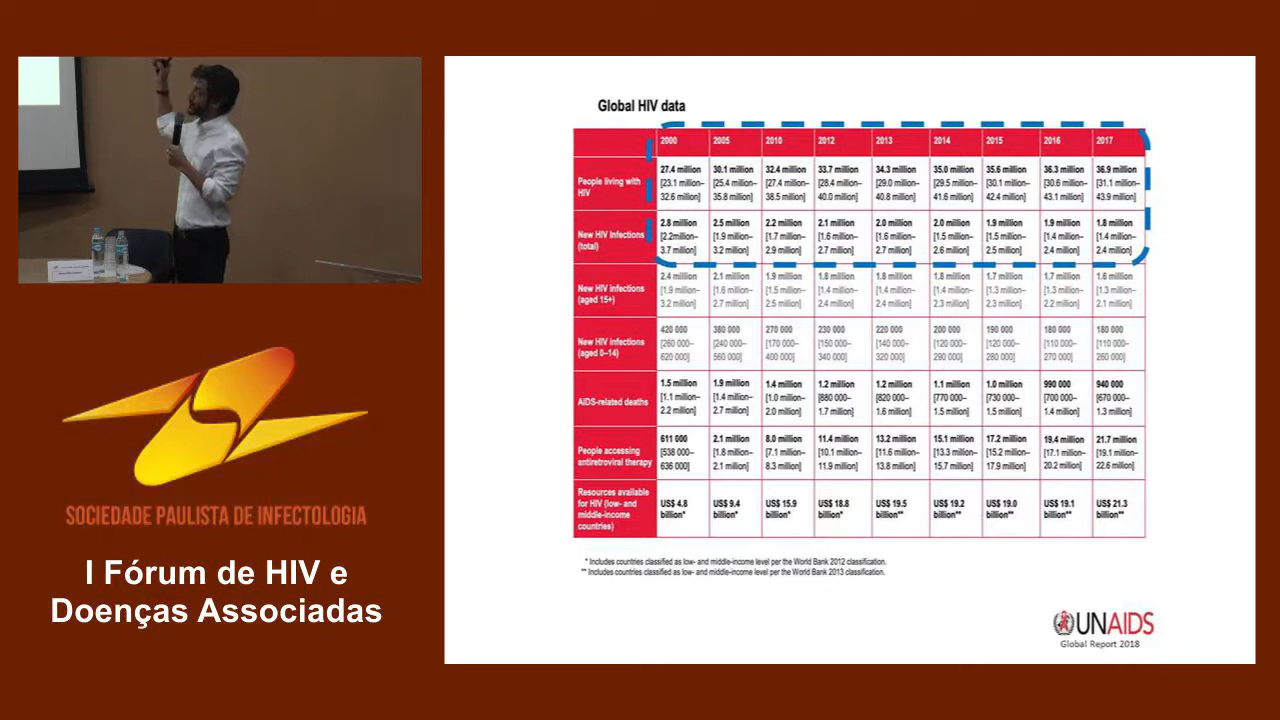 Global HIV data
2000 2005 2010 2012 2013 2014 2015 2016 2017
People living with HIV
27.4 million [23.1 million– 32.6 million]
30.1 million [25.4 million– 35.8 million]
32.4 million [27.4 million– 38.5 million]
33.7 million [28.4 million– 40.0 million]
34.3 million [29.0 million– 40.8 million]
35.0 million [29.5 million– 41.6 million]
35.6 million [30.1 million– 42.4 million]
36.3 million [30.6 million– 43.1 million]
36.9 million [31.1 million– 43.9 million]
New HIV Infections (total)
2.8 million [2.2million– 3.7 million]
2.5 million [1.9 million– 3.2 million]
2.2 million [1.7 million– 2.9 million]
2.1 million [1.6 million– 2.7 million]
2.0 million [1.6 million– 2.7 million]
2.0 million [1.5 million– 2.6 million]
1.9 million [1.5 million– 2.5 million]
1.9 million [1.4 million– 2.4 million]
1.8 million [1.4 million– 2.4 million]
New HIV infections (aged 15+)
2.4 million [1.9 million– 3.2 million]
2.1 million [1.6 million– 2.7 million]
1.9 million [1.5 million– 2.5 million]
1.8 million [1.4 million– 2.4 million]
1.8 million [1.4 million– 2.4 million]
1.8 million [1.4 million– 2.3 million]
1.7 million [1.3 million– 2.3 million]
1.7 million [1.3 million– 2.2 million]
1.6 million [1.3 million– 2.1 million]
New HIV infections (aged 0–14)
420 000 [260 000– 620 000]
380 000 [240 000– 560 000]
270 000 [170 000– 400 000]
230 000 [150 000– 340 000]
220 000 [140 000– 320 000]
200 000 [120 000– 290 000]
190 000 [120 000– 280 000]
180 000 [110 000– 270 000]
180 000 [110 000– 260 000]
AIDS-related deaths
1.5 million [1.1 million– 2.2 million]
1.9 million [1.4 million– 2.7 million]
1.4 million [1.0 million– 2.0 million]
1.2 million [880 000– 1.7 million]
1.2 million [820 000– 1.6 million]
1.1 million [770 000– 1.5 million]
1.0 million [730 000– 1.5 million]
990 000 [700 000– 1.4 million]
940 000 [670 000– 1.3 million]
People accessing antiretroviral therapy
611 000 [538 000– 636 000]
2.1 million [1.8 million– 2.1 million]
8.0 million [7.1 million– 8.3 million]
11.4 million [10.1 million– 11.9 million]
13.2 million [11.6 million– 13.8 million]
15.1 million [13.3 million– 15.7 million]
17.2 million [15.2 million– 17.9 million]
19.4 million [17.1 million– 20.2 million]
21.7 million [19.1 million– 22.6 million]
Resources available for HIV (low- and middle-income countries)
US$ 4.8 billion*
US$ 9.4 billion*
US$ 15.9 billion*
US$ 18.8 billion*
US$ 19.5 billion**
US$ 19.2 billion**
US$ 19.0 billion**
US$ 19.1 billion**
US$ 21.3 billion**
* Includes countries classified as low- and middle-income level per the World Bank 2012 classification.
** Includes countries classified as low- and middle-income level per the World Bank 2013 classification.
UNAIDS
Global Report 2018
SOCIEDADE PAULISTA DE INFECTOLOGIA
I Fórum de HIV e
Doenças Associadas